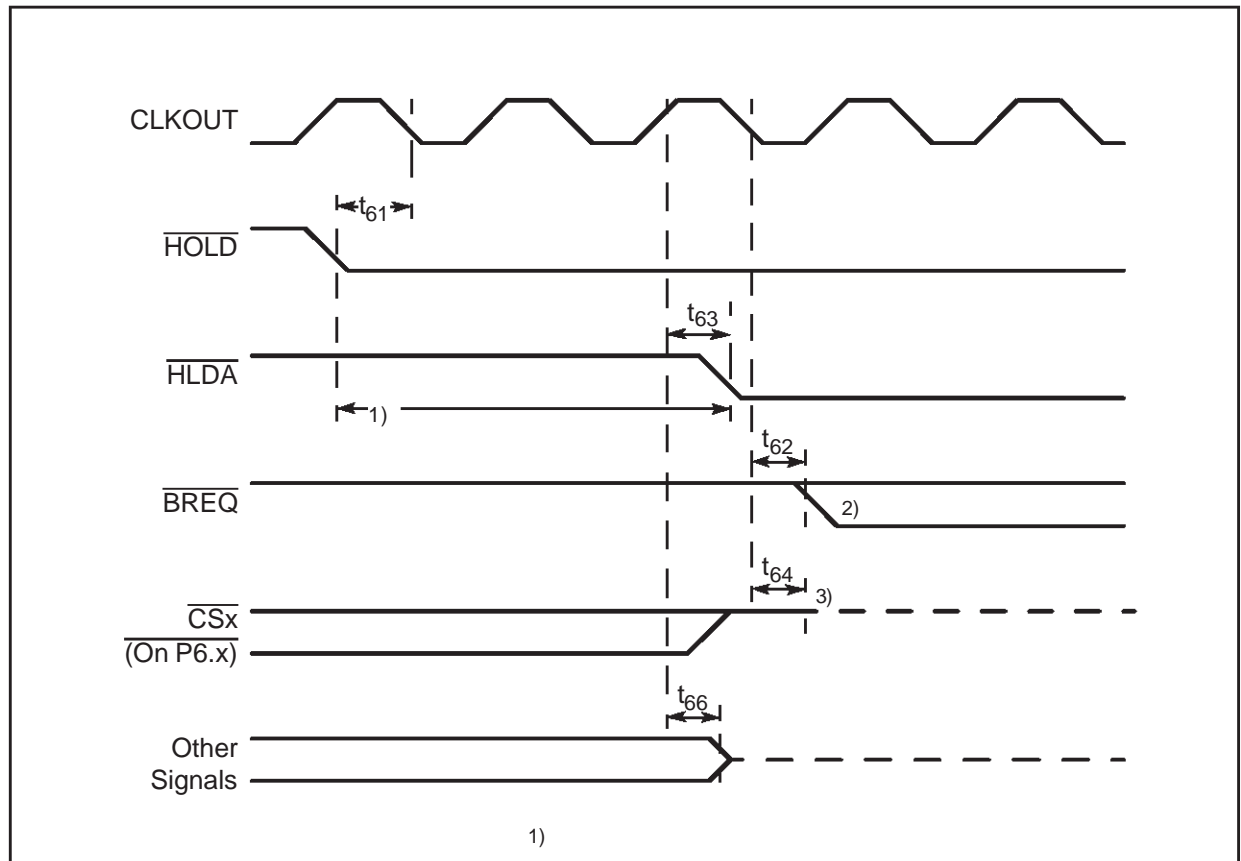 CLKOUT
t61
HOLD
t63
HLDA
1)
t62
BREQ
2)
t64
3)
CSx
(On P6.x)
t66
Other
Signals
1)